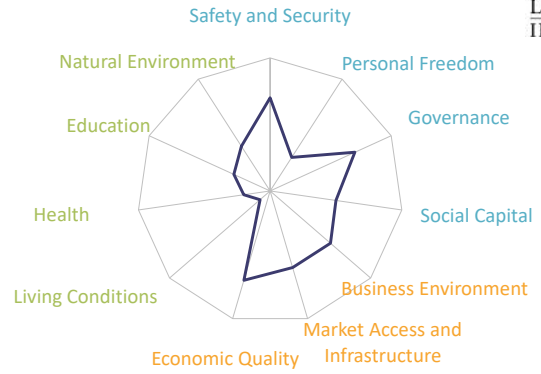 Safety and Security
Natural Environment
Personal Freedom
Education
Governance
Health
Social Capital
Business Environment
Living Conditions
Market Access and
Infrastructure
Economic Quality